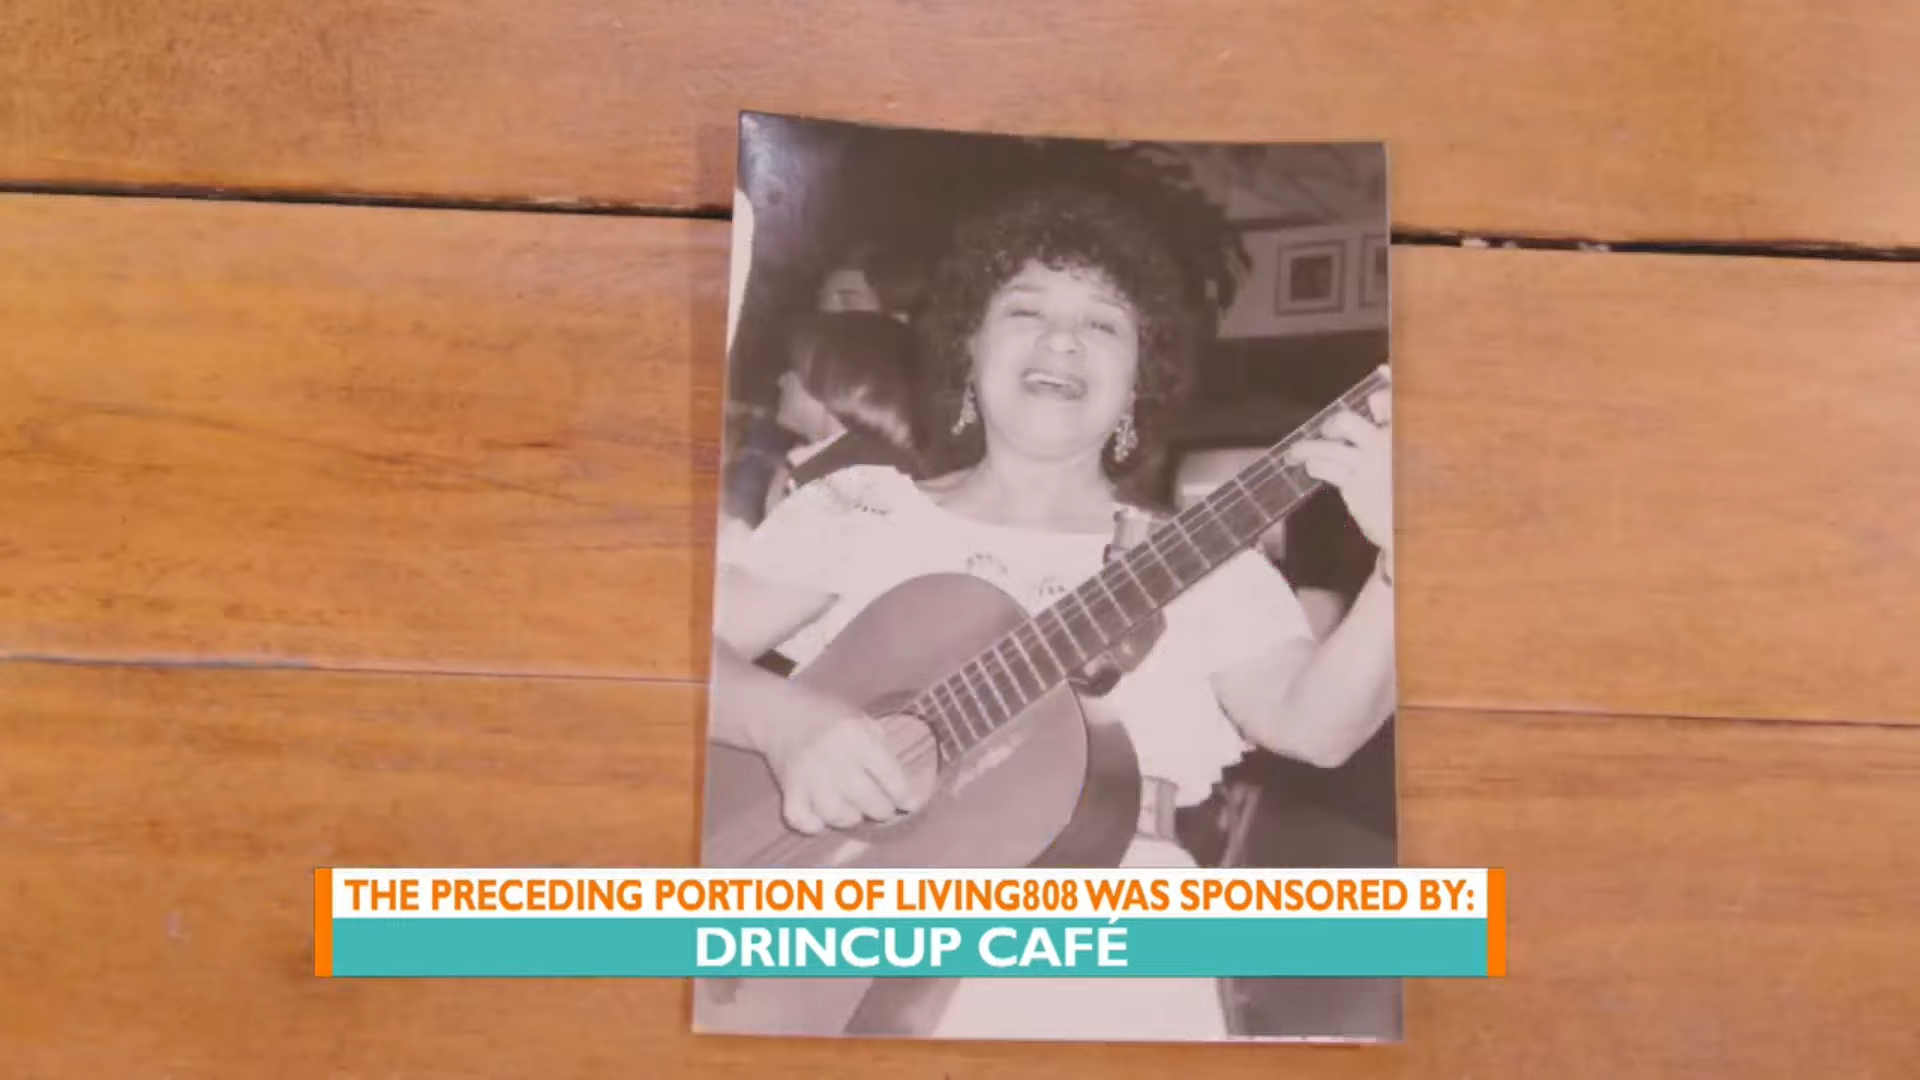 THE PRECEDING PORTION OF LIVING808 WAS SPONSORED BY:
DRINCUP CAFÉ